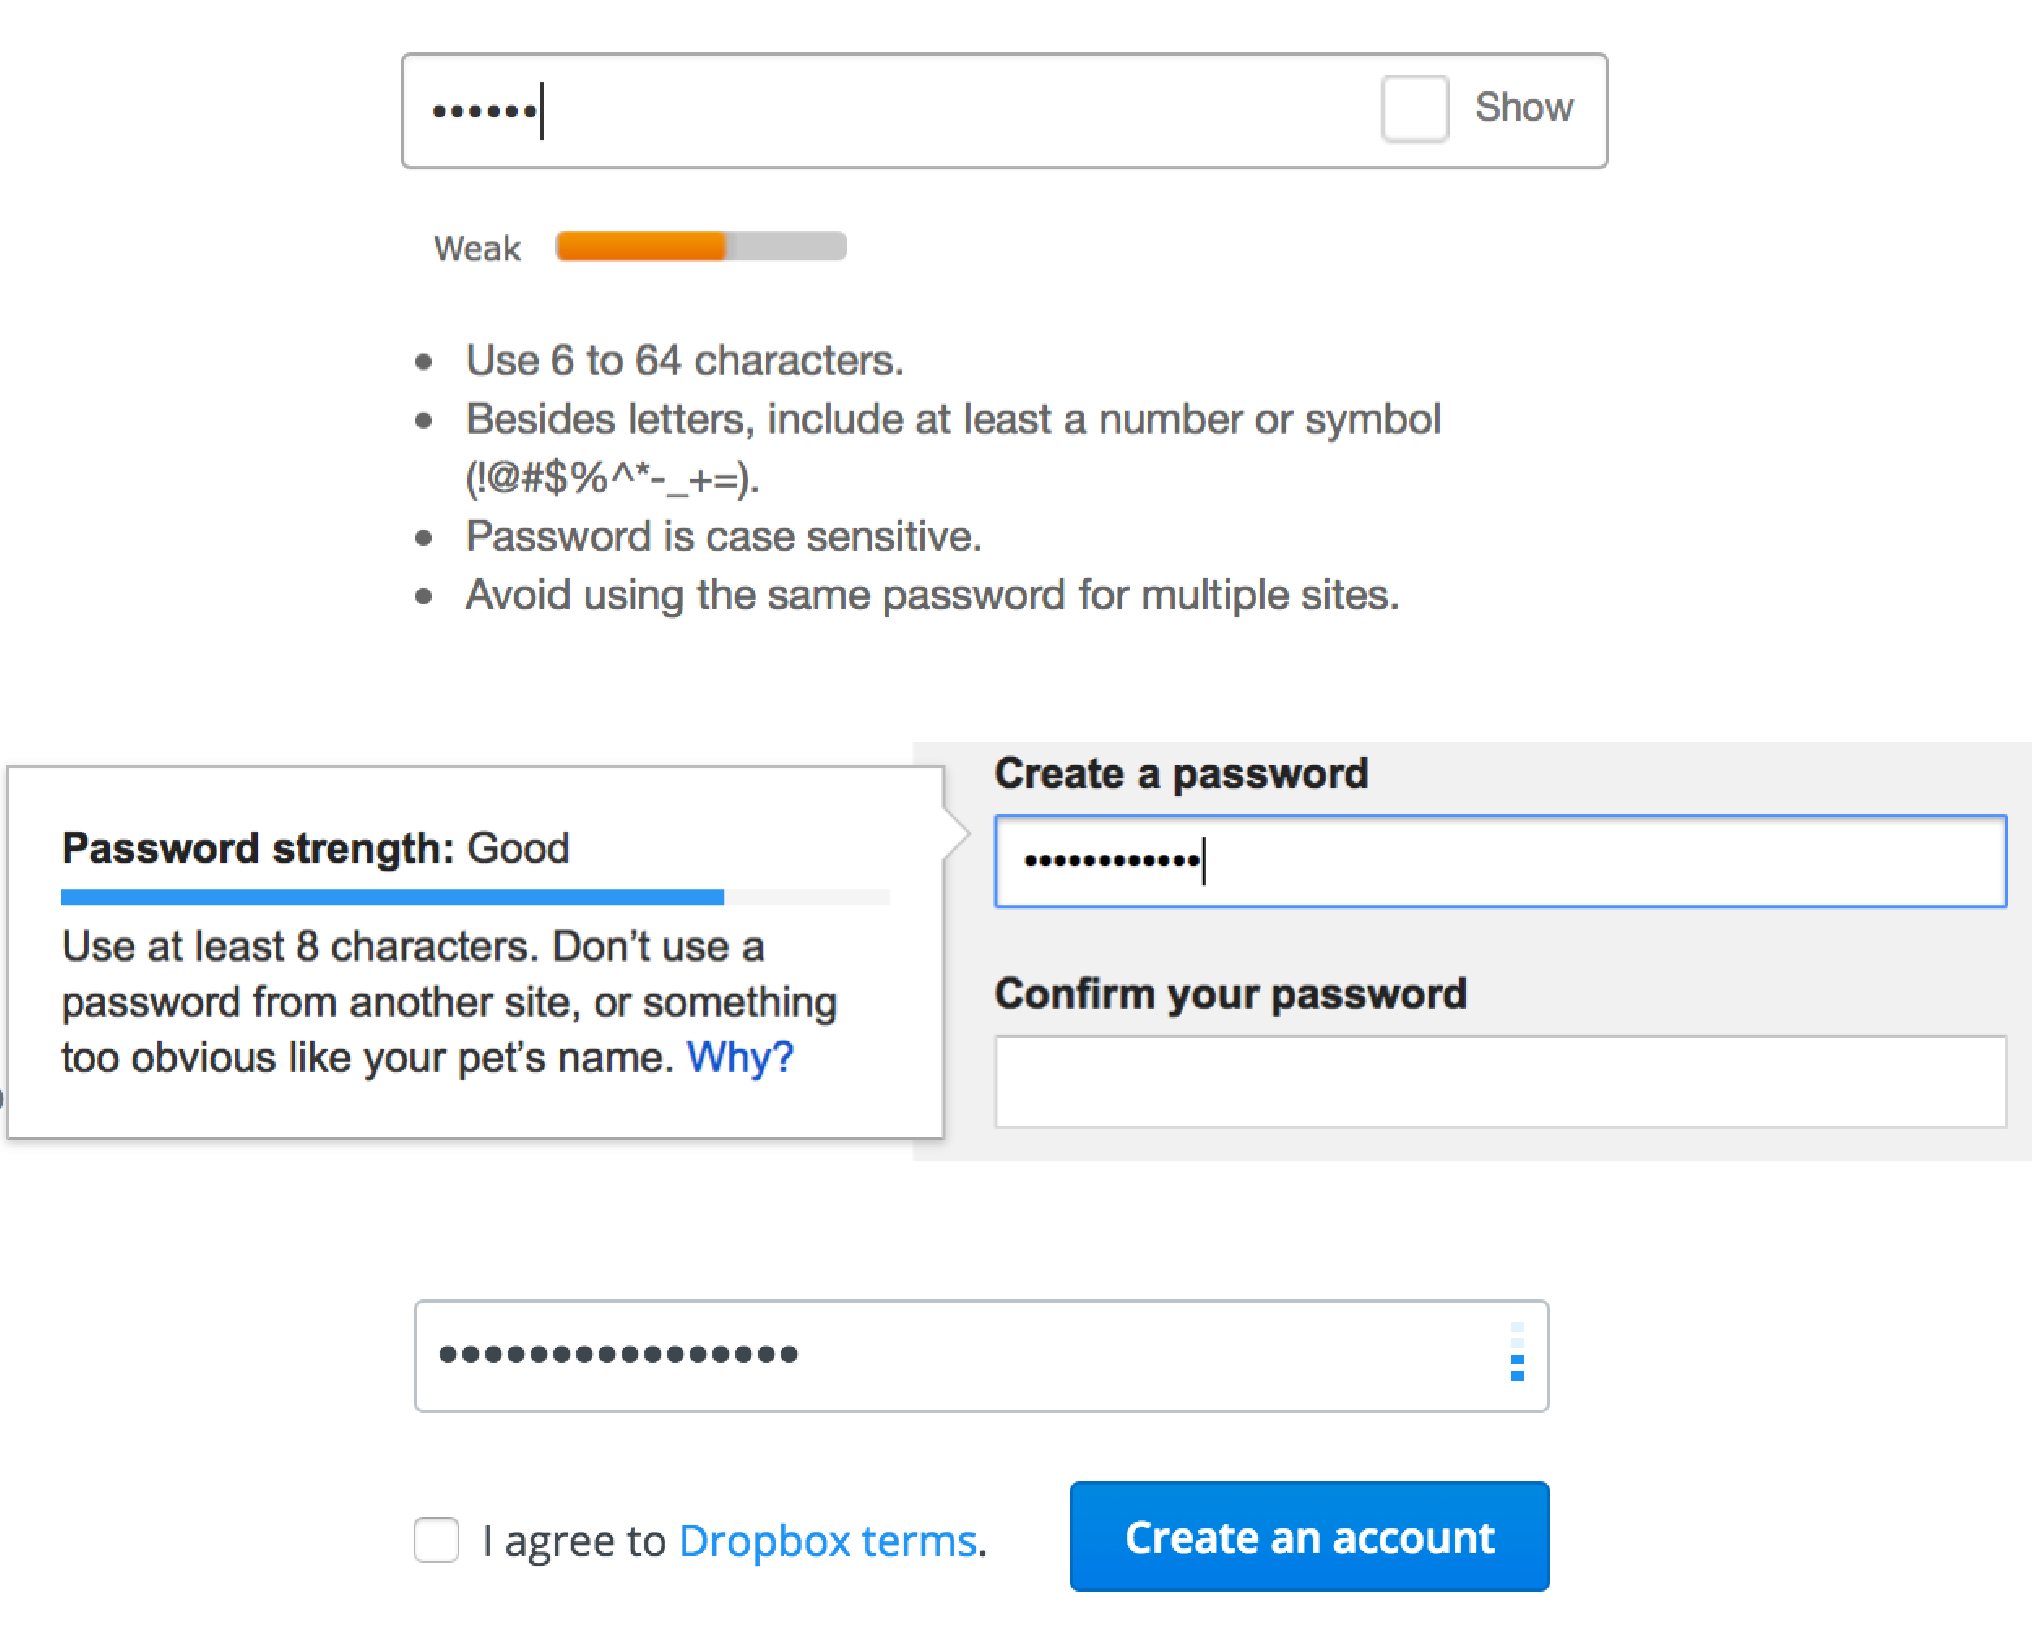 •••••• Show
Weak
• Use 6 to 64 characters.
• Besides letters, include at least a number or symbol
(!@#$%^*-_+=).
• Password is case sensitive.
• Avoid using the same password for multiple sites.
Password strength: Good
Use at least 8 characters. Don't use a
password from another site, or something
too obvious like your pet's name. Why?
Create a password
••••••••••••
Confirm your password
••••••••••••••••
I agree to Dropbox terms.
Create an account